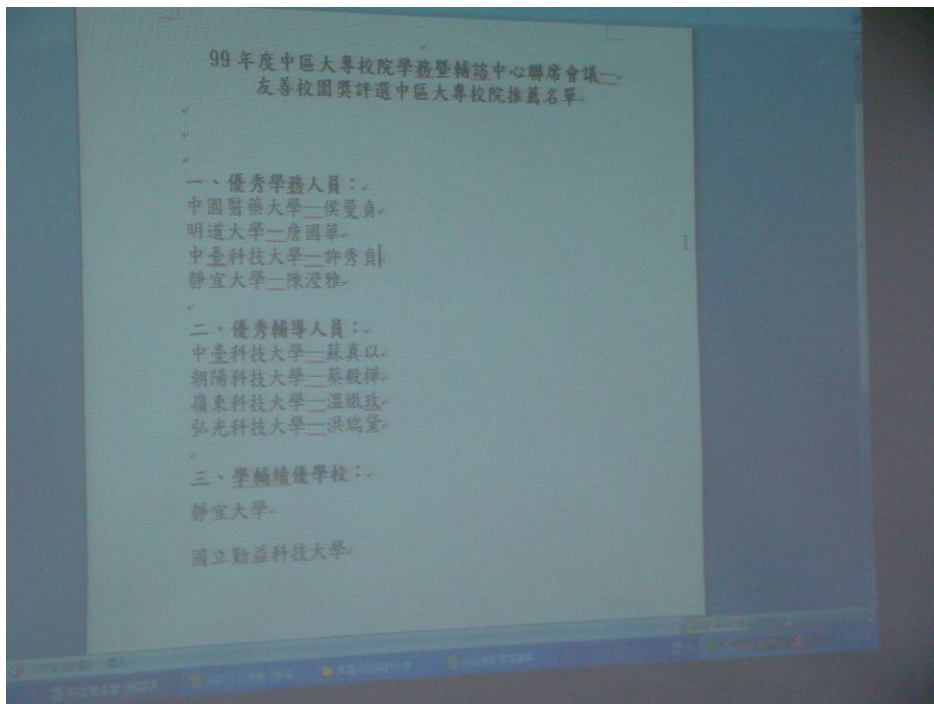 99 年度中區大專校院學務暨輔諮中心聯席會議—
友善校園獎評選中區大專校院推薦名單
一、優秀學務人員：
中國醫藥大學—侯曼貞
明道大學—詹國華
中臺科技大學—許秀貞
靜宜大學—陳瀅雅
二、優秀輔導人員：
中臺科技大學—蘇真以
朝陽科技大學—蔡毅樺
嶺東科技大學—溫媺玫
弘光科技大學—洪瑞黛
三、學輔績優學校：
靜宜大學
國立勤益科技大學